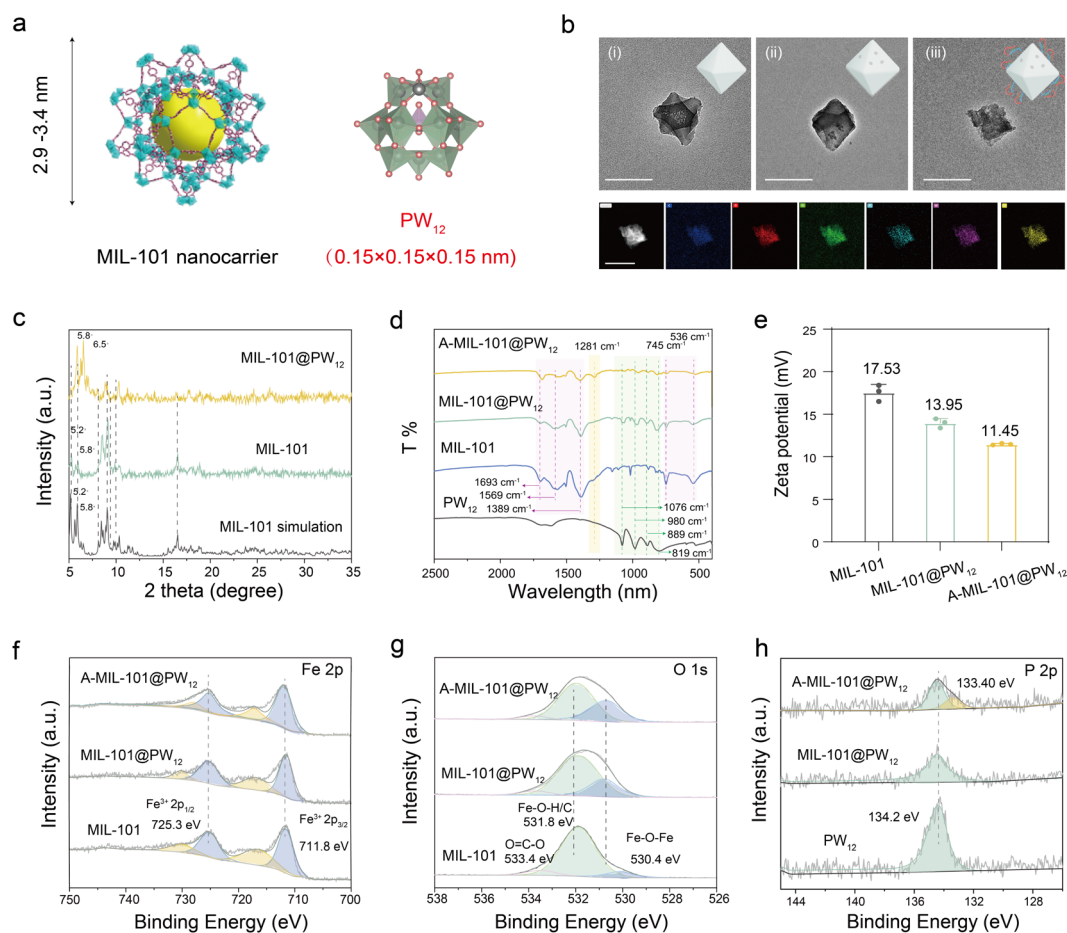 a
2.9 -3.4 nm
MIL-101 nanocarrier
PW12
(0.15×0.15×0.15 nm)
b
(i)
(ii)
(iii)
c
Intensity (a.u.)
5.8°
6.5°
MIL-101@PW12
5.2°
5.8°
MIL-101
5.2°
5.8°
MIL-101 simulation
5 10 15 20 25 30 35
2 theta (degree)
d
T %
A-MIL-101@PW12
1281 cm-1
745 cm-1
536 cm-1
MIL-101@PW12
MIL-101
1693 cm-1
1569 cm-1
1389 cm-1
PW12
1076 cm-1
980 cm-1
889 cm-1
819 cm-1
2500 2000 1500 1000 500
Wavelength (nm)
e
Zeta potential (mV)
25
20
15
10
5
0
17.53
13.95
11.45
MIL-101
MIL-101@PW12
A-MIL-101@PW12
f
Fe 2p
Intensity (a.u.)
A-MIL-101@PW12
MIL-101@PW12
Fe3+ 2p1/2
725.3 eV
Fe3+ 2p3/2
711.8 eV
MIL-101
750 740 730 720 710 700
Binding Energy (eV)
g
O 1s
Intensity (a.u.)
A-MIL-101@PW12
MIL-101@PW12
Fe-O-H/C
531.8 eV
O=C-O
533.4 eV
Fe-O-Fe
530.4 eV
MIL-101
538 536 534 532 530 528 526
Binding Energy (eV)
h
P 2p
Intensity (a.u.)
A-MIL-101@PW12
133.40 eV
MIL-101@PW12
134.2 eV
PW12
144 140 136 132 128
Binding Energy (eV)